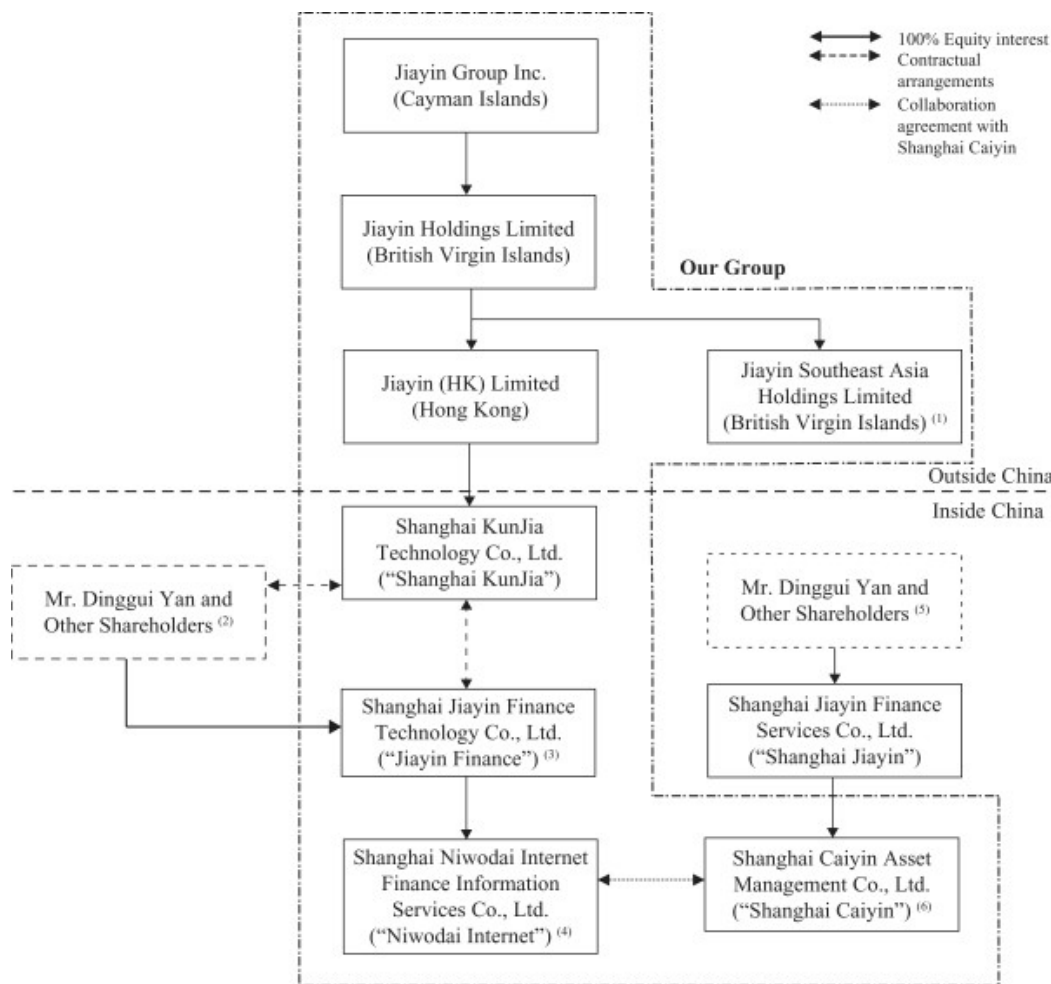 100% Equity interest
Contractual
arrangements
Collaboration
agreement with
Shanghai Caiyin
Jiayin Group Inc.
(Cayman Islands)
Jiayin Holdings Limited
(British Virgin Islands)
Our Group
Jiayin (HK) Limited
(Hong Kong)
Jiayin Southeast Asia
Holdings Limited
(British Virgin Islands) (1)
Outside China
Inside China
Shanghai KunJia
Technology Co., Ltd.
(“Shanghai KunJia”)
Mr. Dinggui Yan and
Other Shareholders (2)
Mr. Dinggui Yan and
Other Shareholders (5)
Shanghai Jiayin Finance
Technology Co., Ltd.
(“Jiayin Finance”) (3)
Shanghai Jiayin Finance
Services Co., Ltd.
(“Shanghai Jiayin”)
Shanghai Niwodai Internet
Finance Information
Services Co., Ltd.
(“Niwodai Internet”) (4)
Shanghai Caiyin Asset
Management Co., Ltd.
(“Shanghai Caiyin”) (6)